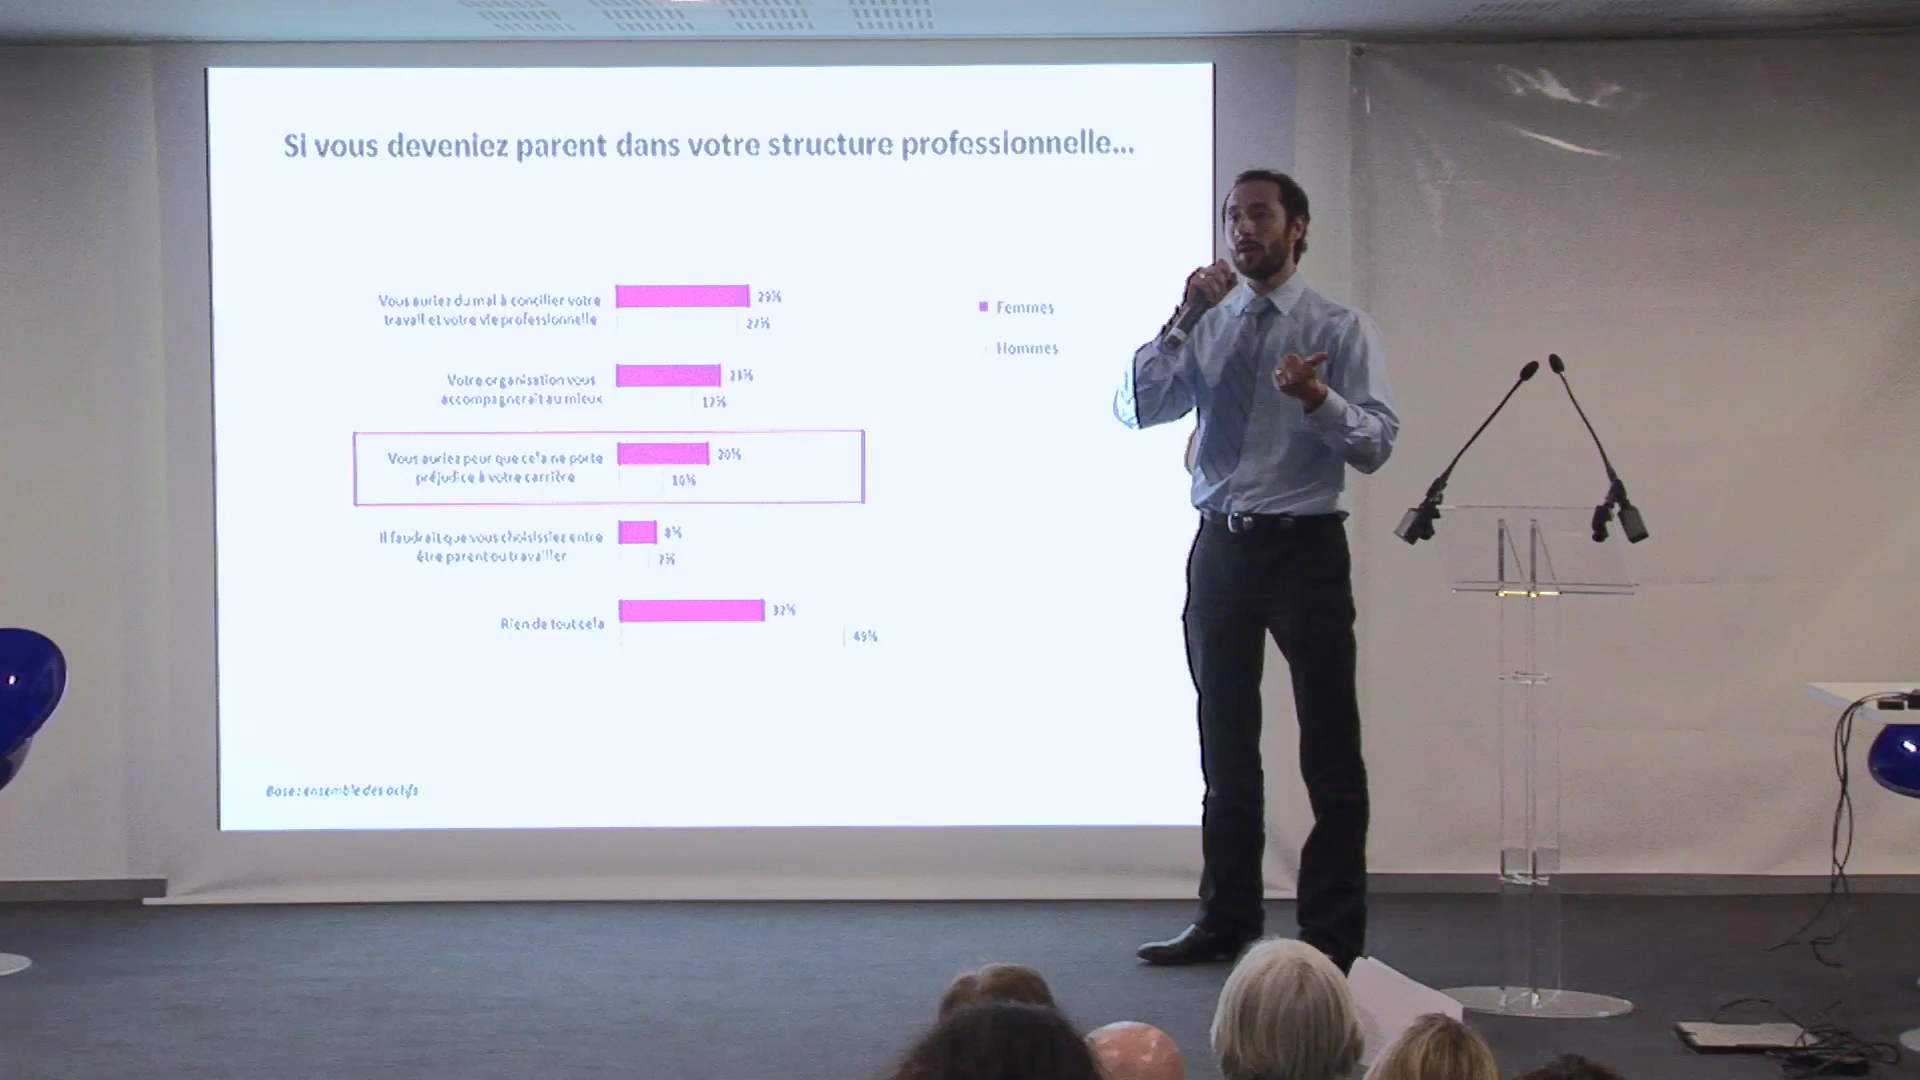 Si vous deveniez parent dans votre structure professionnelle...
Vous auriez du mal à concilier votre
travail et votre vie professionnelle
29%
27%
Femmes
Hommes
Votre organisation vous
accompagnerait au mieux
23%
17%
Vous auriez peur que cela ne porte
préjudice à votre carrière
20%
10%
Il faudrait que vous choisissiez entre
être parent ou travailler
8%
7%
Rien de tout cela
32%
49%
Base : ensemble des actifs